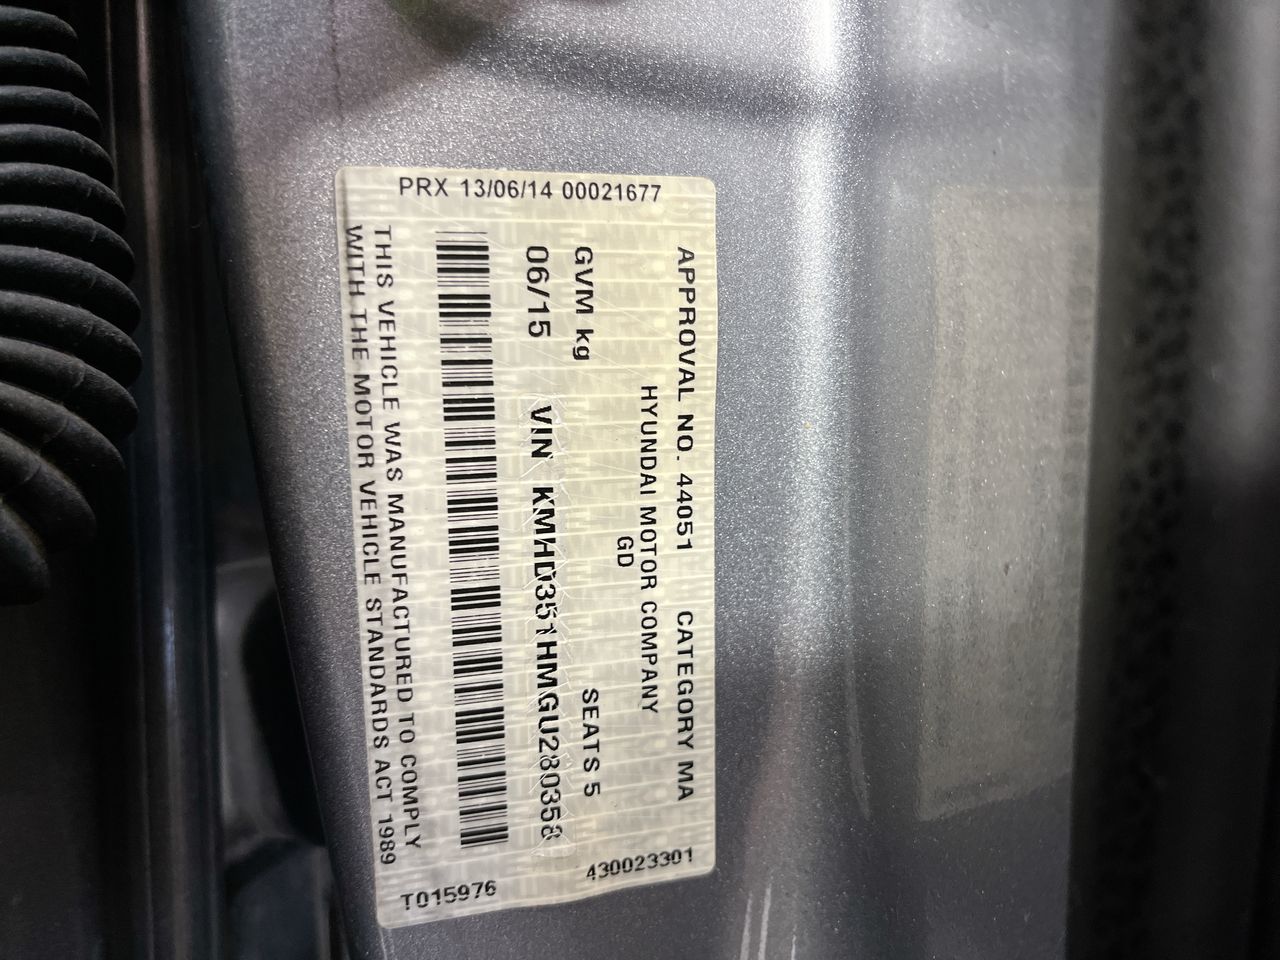 PRX 13/06/14 00021677
APPROVAL NO. 44051 CATEGORY MA
HYUNDAI MOTOR COMPANY
GD
GVM kg SEATS 5
06/15 VIN KMHD351HMGU280358
THIS VEHICLE WAS MANUFACTURED TO COMPLY
WITH THE MOTOR VEHICLE STANDARDS ACT 1989
T015976
430023301